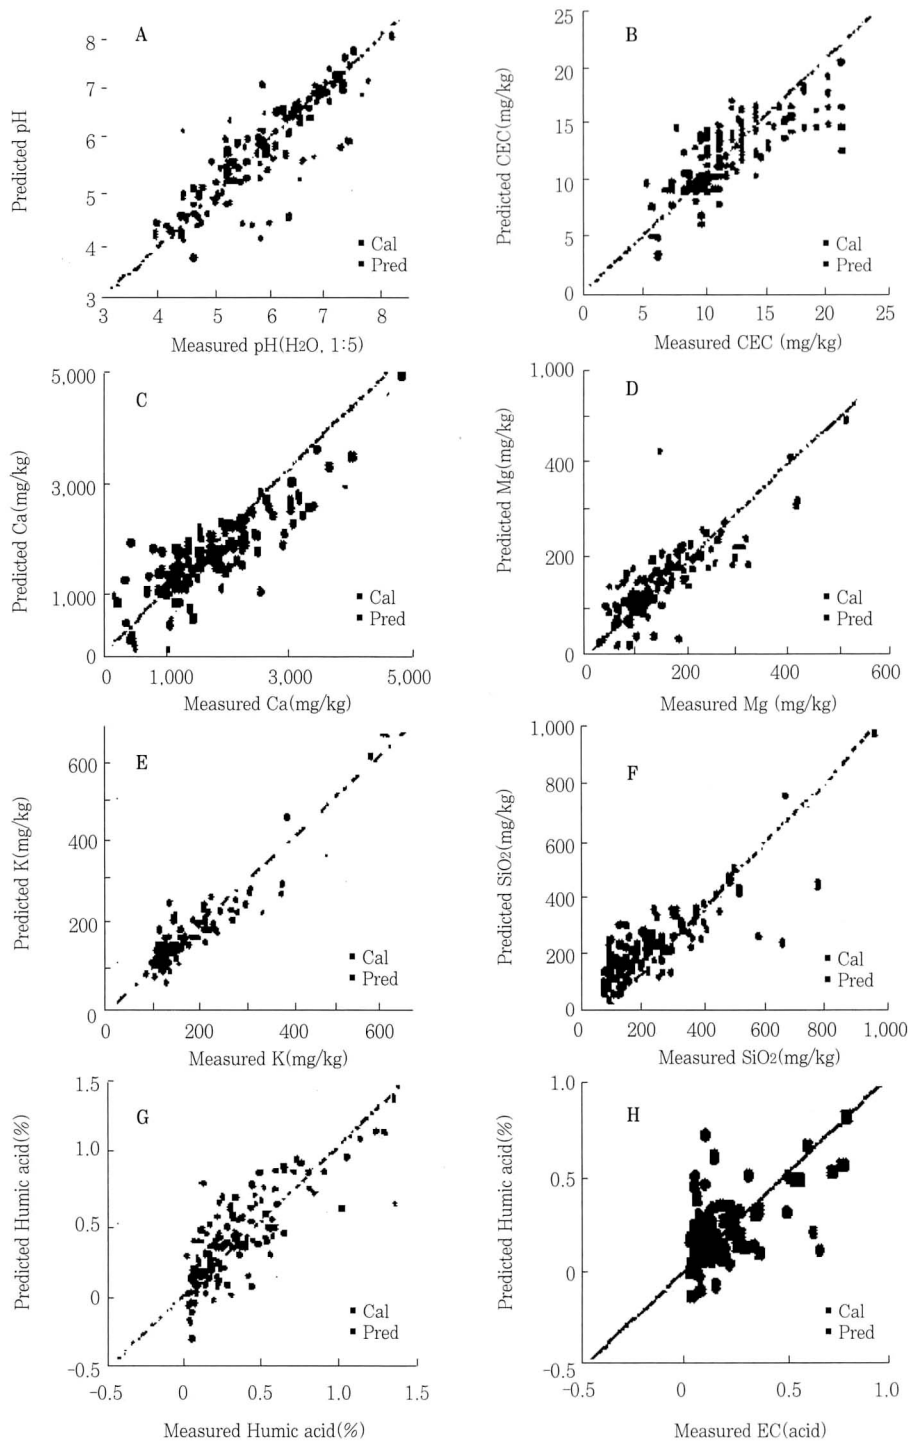 A
Predicted pH
8
7
6
5
4
3
3 4 5 6 7 8
Cal
Pred
Measured pH(H2O, 1:5)
B
Predicted CEC(mg/kg)
25
20
15
10
5
0
0 5 10 15 20 25
Cal
Pred
Measured CEC (mg/kg)
C
Predicted Ca(mg/kg)
5,000
3,000
1,000
0
0 1,000 3,000 5,000
Cal
Pred
Measured Ca(mg/kg)
D
Predicted Mg(mg/kg)
1,000
400
200
0
0 200 400 600
Cal
Pred
Measured Mg (mg/kg)
E
Predicted K(mg/kg)
600
400
200
0
0 200 400 600
Cal
Pred
Measured K(mg/kg)
F
Predicted SiO2(mg/kg)
1,000
800
600
400
200
0
0 200 400 600 800 1,000
Cal
Pred
Measured SiO2(mg/kg)
G
Predicted Humic acid(%)
1.5
1.0
0.5
0
-0.5
-0.5 0 0.5 1.0 1.5
Cal
Pred
Measured Humic acid(%)
H
Predicted Humic acid(%)
1.0
0.5
0
-0.5
-0.5 0 0.5 1.0
Cal
Pred
Measured EC(acid)